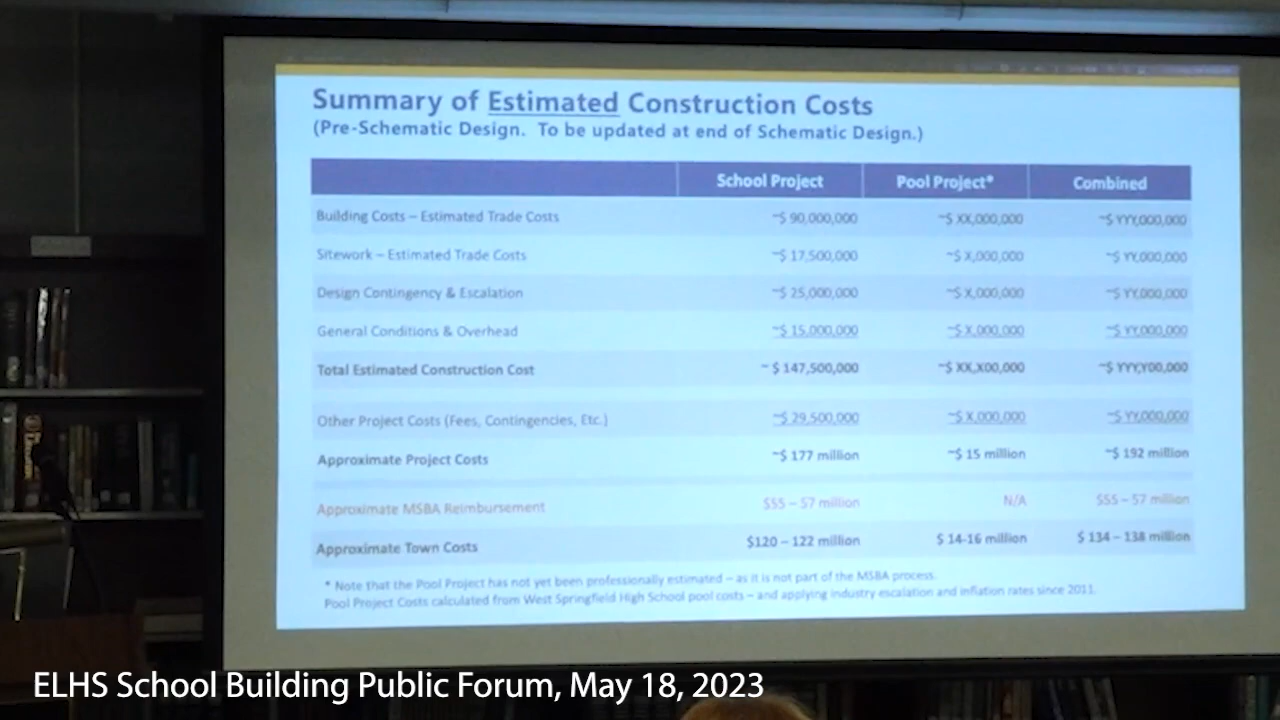 Summary of Estimated Construction Costs
(Pre-Schematic Design. To be updated at end of Schematic Design.)
School Project Pool Project* Combined
Building Costs – Estimated Trade Costs ~$ 90,000,000 ~$ XX,000,000 ~$ YYY,000,000
Sitework – Estimated Trade Costs ~$ 17,500,000 ~$ X,000,000 ~$ YY,000,000
Design Contingency & Escalation ~$ 25,000,000 ~$ X,000,000 ~$ YY,000,000
General Conditions & Overhead ~$ 15,000,000 ~$ X,000,000 ~$ YY,000,000
Total Estimated Construction Cost ~ $ 147,500,000 ~$ XX,X00,000 ~$ YYY,Y00,000
Other Project Costs (Fees, Contingencies, Etc.) ~$ 29,500,000 ~$ X,000,000 ~$ YY,000,000
Approximate Project Costs ~$ 177 million ~$ 15 million ~$ 192 million
Approximate MSBA Reimbursement $55 – 57 million N/A $55 – 57 million
Approximate Town Costs $120 – 122 million $ 14-16 million $ 134 – 138 million
* Note that the Pool Project has not yet been professionally estimated – as it is not part of the MSBA process.
Pool Project Costs calculated from West Springfield High School pool costs – and applying industry escalation and inflation rates since 2011.
ELHS School Building Public Forum, May 18, 2023